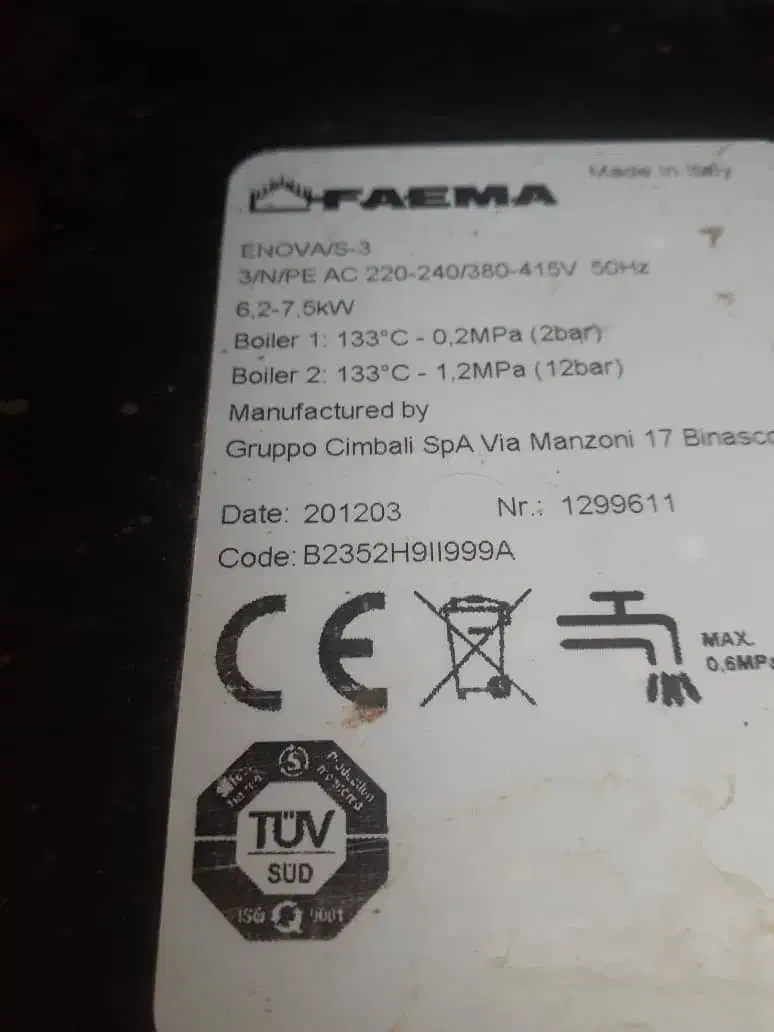 Made in Italy
FAEMA
ENOVA/S-3
3/N/PE AC 220-240/380-415V 50Hz
6,2-7,5kW
Boiler 1: 133°C - 0,2MPa (2bar)
Boiler 2: 133°C - 1,2MPa (12bar)
Manufactured by
Gruppo Cimbali SpA Via Manzoni 17 Binasco
Date: 201203 Nr.: 1299611
Code: B2352H9II999A
CE
MAX.
0,6MPa
S
Production
monitored
TÜV
SÜD
ISO 9001